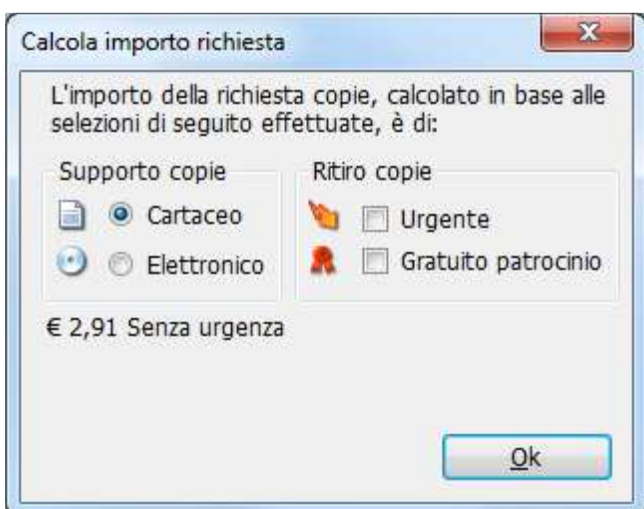 Calcola importo richiesta
L'importo della richiesta copie, calcolato in base alle
selezioni di seguito effettuate, è di:
Supporto copie
Cartaceo
Elettronico
Ritiro copie
Urgente
Gratuito patrocinio
€ 2,91 Senza urgenza
Ok